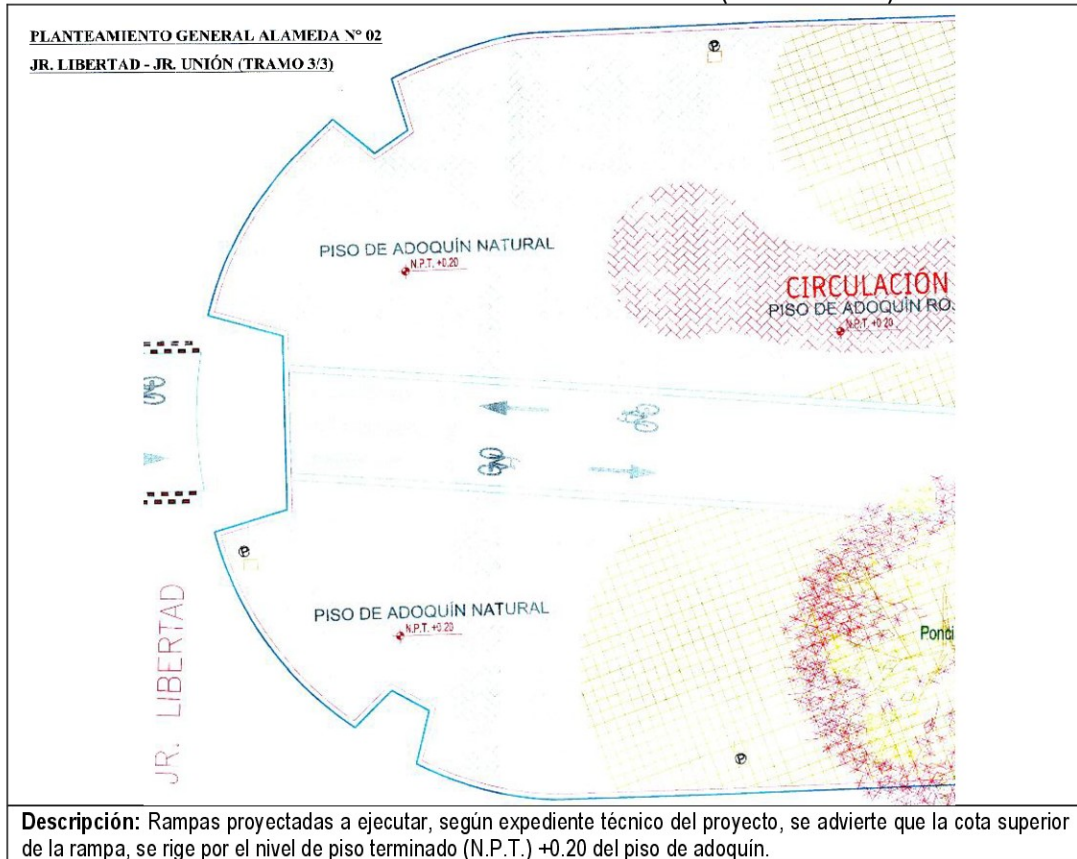 PLANTEAMIENTO GENERAL ALAMEDA N° 02
JR. LIBERTAD - JR. UNIÓN (TRAMO 3/3)
PISO DE ADOQUÍN NATURAL
N.P.T. +0.20
CIRCULACIÓN
PISO DE ADOQUÍN RO
N.P.T. +0.20
PISO DE ADOQUÍN NATURAL
N.P.T. +0.20
Ponci
JR. LIBERTAD
Descripción: Rampas proyectadas a ejecutar, según expediente técnico del proyecto, se advierte que la cota superior
de la rampa, se rige por el nivel de piso terminado (N.P.T.) +0.20 del piso de adoquín.